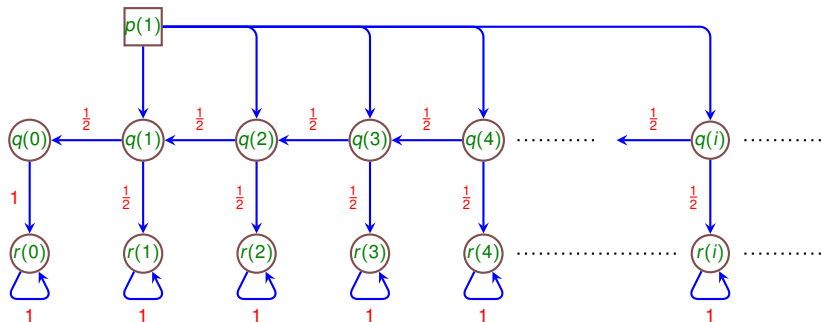 p(1)
1/2 1/2 1/2 1/2 1/2
q(0) q(1) q(2) q(3) q(4) q(i)
1 1/2 1/2 1/2 1/2 1/2
r(0) r(1) r(2) r(3) r(4) r(i)
1 1 1 1 1 1